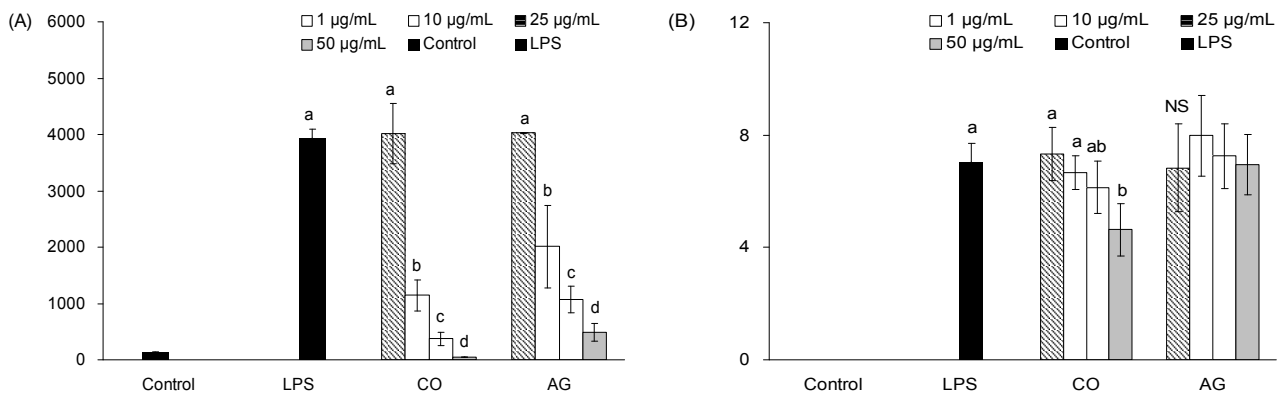 (A)
1 µg/mL 10 µg/mL 25 µg/mL
50 µg/mL Control LPS
6000
5000
4000
3000
2000
1000
0
a
a
b
c
d
a
b
c
d
Control LPS CO AG
(B)
1 µg/mL 10 µg/mL 25 µg/mL
50 µg/mL Control LPS
12
8
4
0
a
a
a
ab
b
NS
Control LPS CO AG